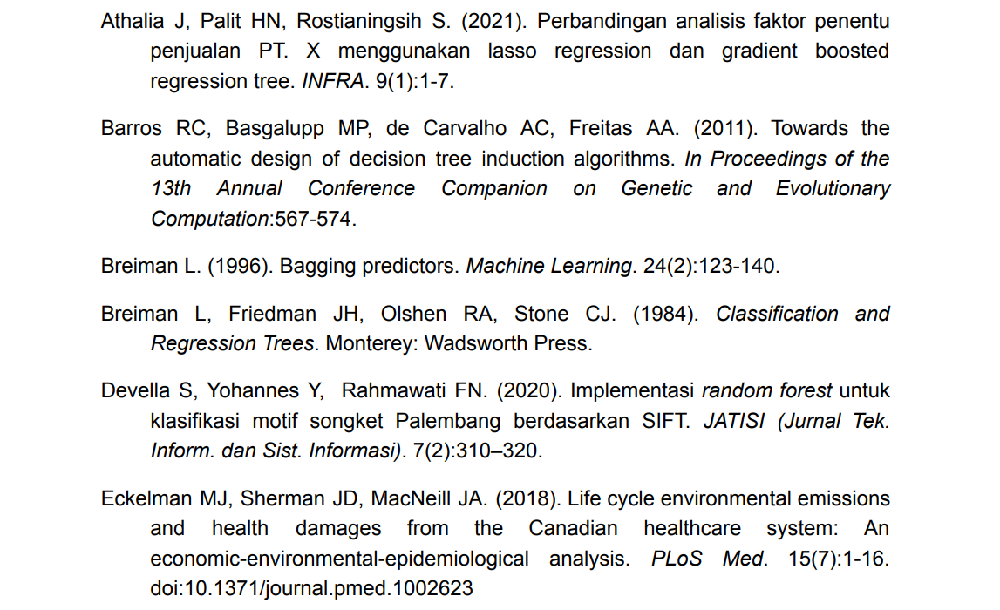 Athalia J, Palit HN, Rostianingsih S. (2021). Perbandingan analisis faktor penentu
penjualan PT. X menggunakan lasso regression dan gradient boosted
regression tree. INFRA. 9(1):1-7.
Barros RC, Basgalupp MP, de Carvalho AC, Freitas AA. (2011). Towards the
automatic design of decision tree induction algorithms. In Proceedings of the
13th Annual Conference Companion on Genetic and Evolutionary
Computation:567-574.
Breiman L. (1996). Bagging predictors. Machine Learning. 24(2):123-140.
Breiman L, Friedman JH, Olshen RA, Stone CJ. (1984). Classification and
Regression Trees. Monterey: Wadsworth Press.
Devella S, Yohannes Y,  Rahmawati FN. (2020). Implementasi random forest untuk
klasifikasi motif songket Palembang berdasarkan SIFT. JATISI (Jurnal Tek.
Inform. dan Sist. Informasi). 7(2):310–320.
Eckelman MJ, Sherman JD, MacNeill JA. (2018). Life cycle environmental emissions
and health damages from the Canadian healthcare system: An
economic-environmental-epidemiological analysis. PLoS Med. 15(7):1-16.
doi:10.1371/journal.pmed.1002623